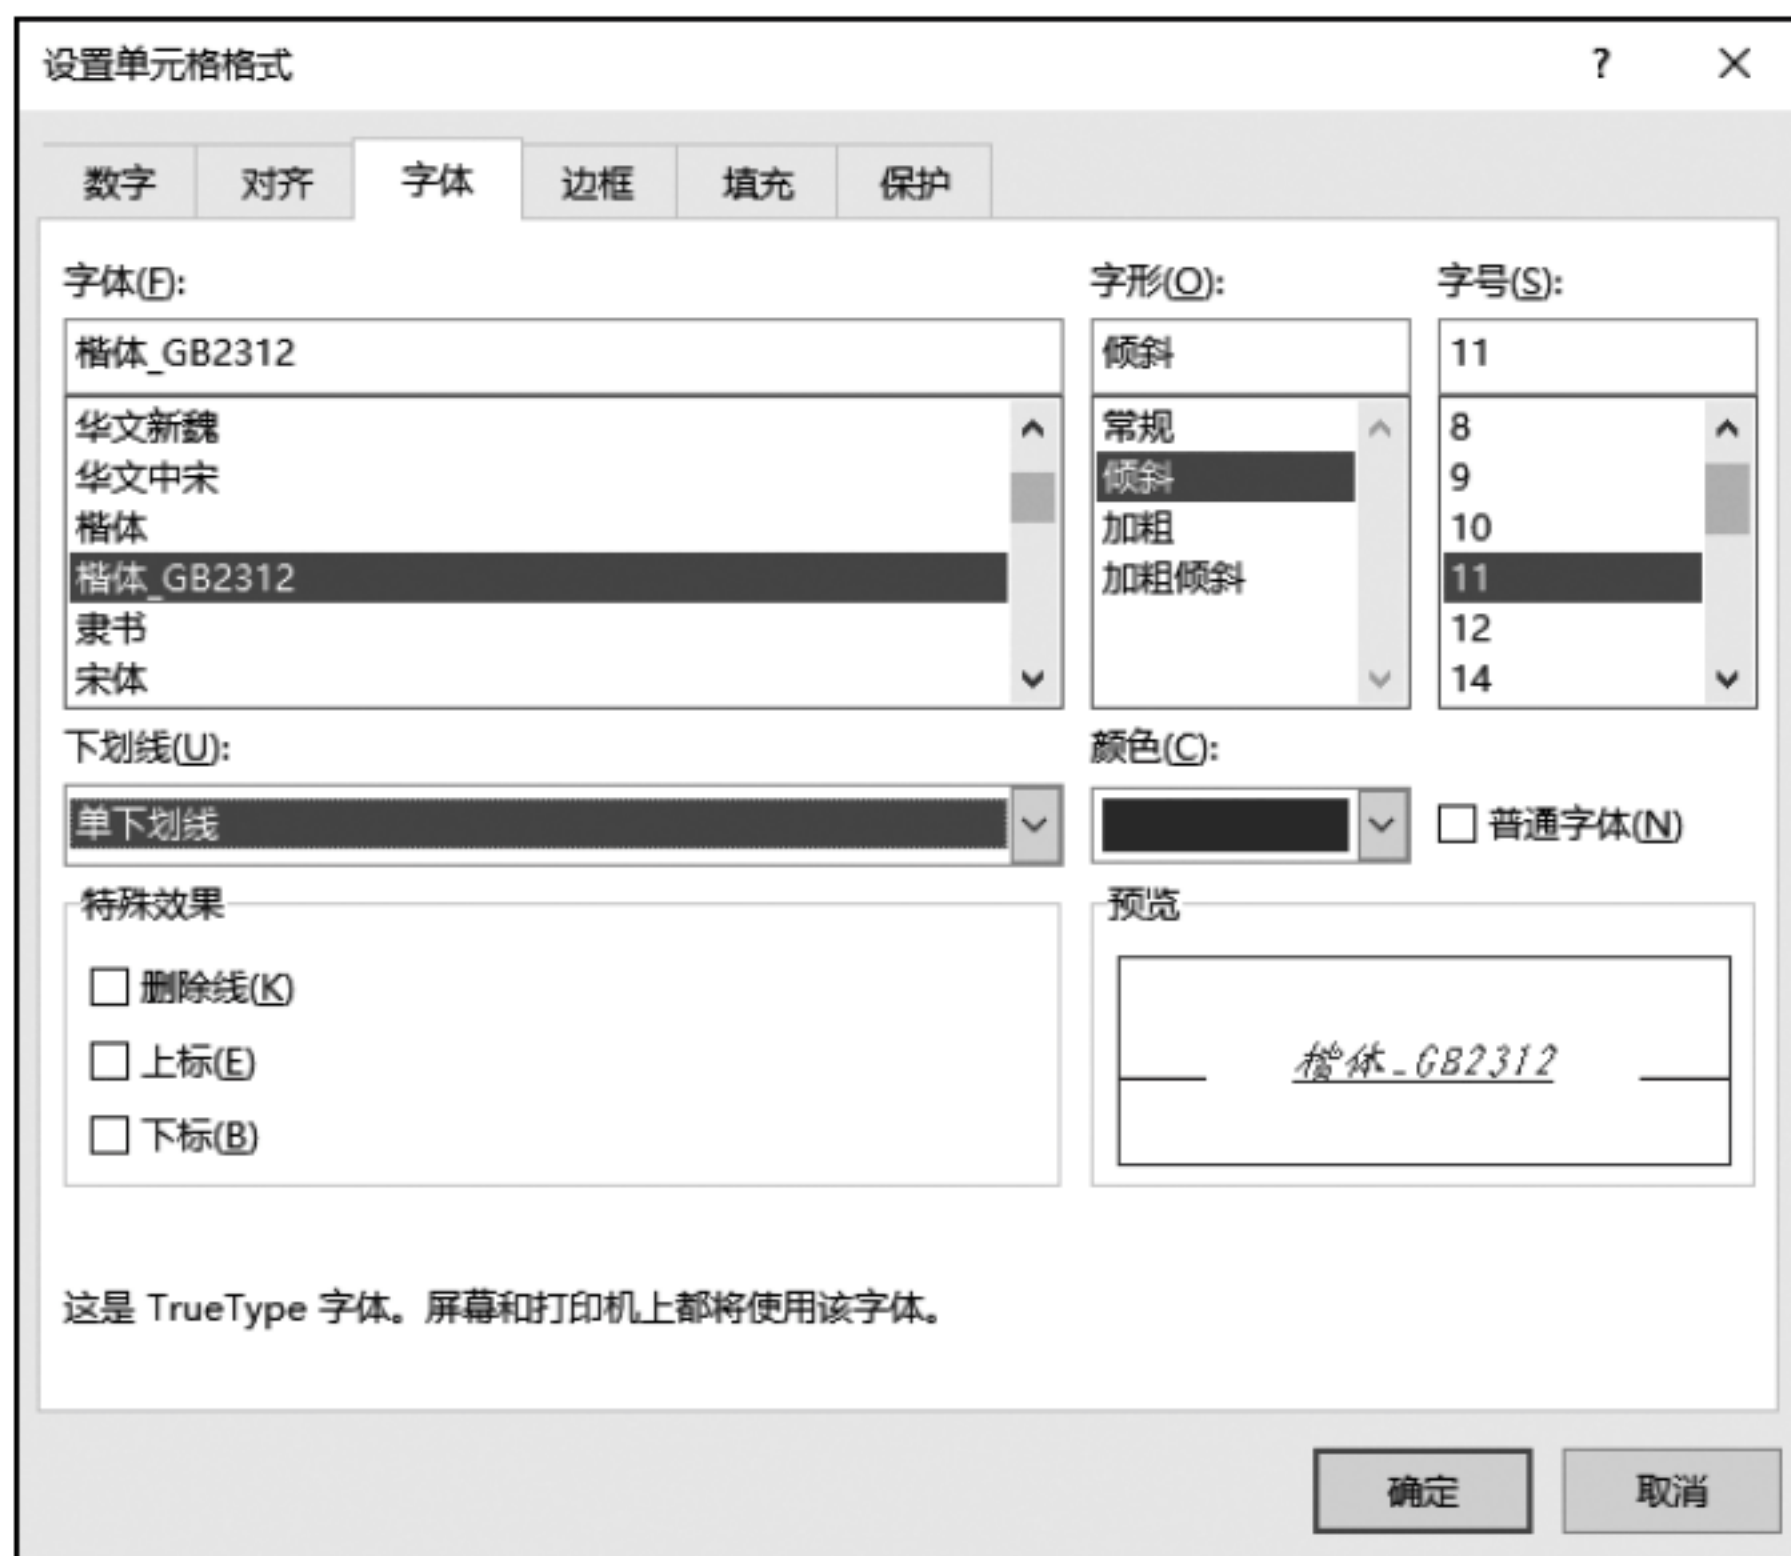 设置单元格格式 ? ×
数字 对齐 字体 边框 填充 保护
字体(F): 字形(O): 字号(S):
楷体_GB2312 倾斜 11
华文新魏 常规 8
华文中宋 倾斜 9
楷体 加粗 10
楷体_GB2312 加粗倾斜 11
隶书 12
宋体 14
下划线(U): 颜色(C):
单下划线 普通字体(N)
特殊效果 预览
删除线(K)
上标(E) 楷体_GB2312
下标(B)
这是 TrueType 字体。屏幕和打印机上都将使用该字体。
确定 取消